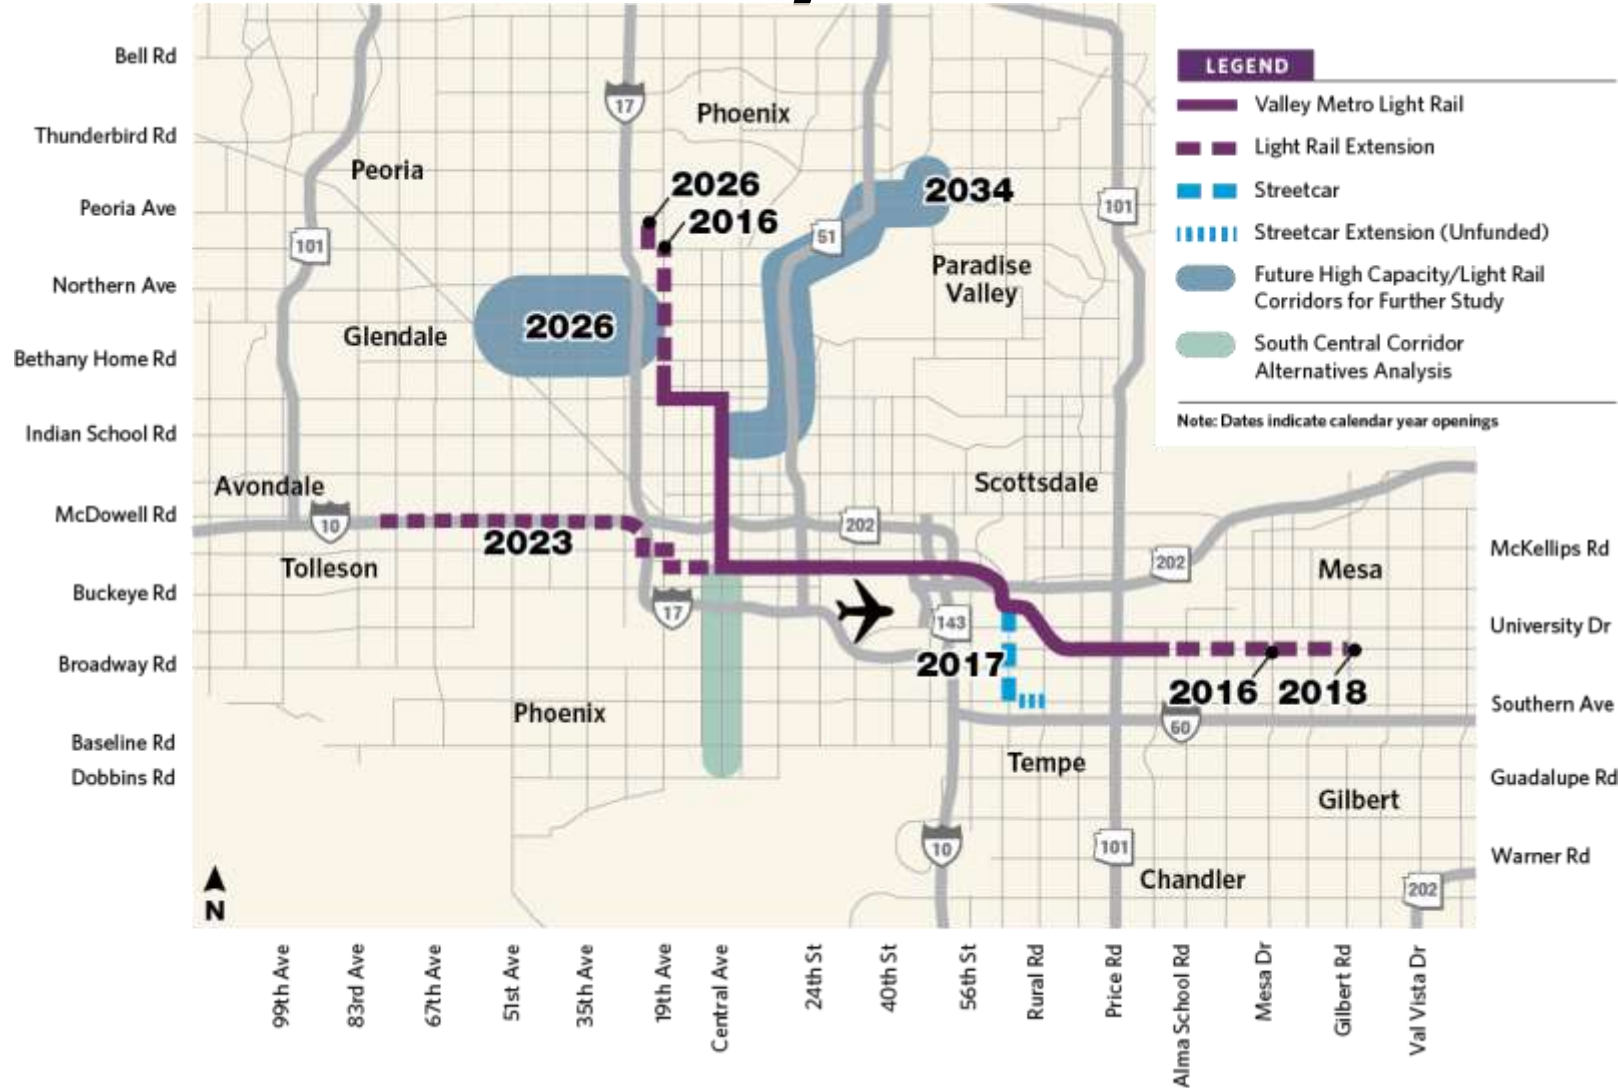 Bell Rd
Thunderbird Rd
Peoria Ave
Northern Ave
Bethany Home Rd
Indian School Rd
McDowell Rd
Buckeye Rd
Broadway Rd
Baseline Rd
Dobbins Rd
17
Phoenix
Peoria
2026
2016
2034
101
51
101
Paradise
Valley
2026
Glendale
Avondale
Scottsdale
10
202
2023
Tolleson
202
Mesa
17
143
2017
2016
2018
Phoenix
60
Tempe
Gilbert
10
101
Chandler
202
N
LEGEND
Valley Metro Light Rail
Light Rail Extension
Streetcar
Streetcar Extension (Unfunded)
Future High Capacity/Light Rail
Corridors for Further Study
South Central Corridor
Alternatives Analysis
Note: Dates indicate calendar year openings
McKellips Rd
University Dr
Southern Ave
Guadalupe Rd
Warner Rd
99th Ave
83rd Ave
67th Ave
51st Ave
35th Ave
19th Ave
Central Ave
24th St
40th St
56th St
Rural Rd
Price Rd
Alma School Rd
Mesa Dr
Gilbert Rd
Val Vista Dr